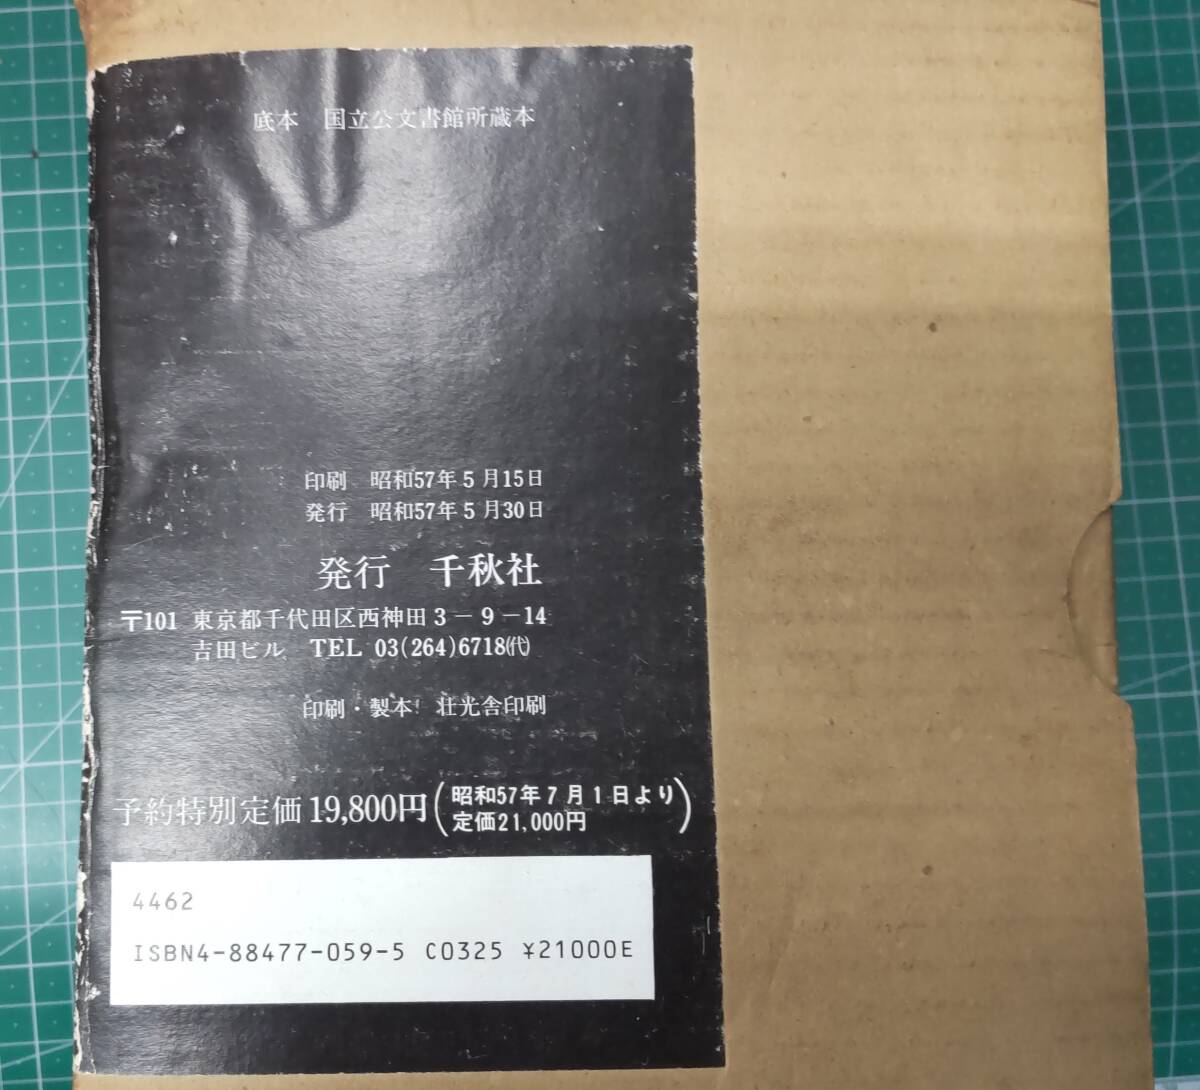 底本　国立公文書館所蔵本
印刷　昭和57年5月15日
発行　昭和57年5月30日
発行　千秋社
〒101 東京都千代田区西神田3－9－14
吉田ビル　TEL 03(264)6718㈹
印刷・製本　壮光舎印刷
予約特別定価19,800円(昭和57年7月1日より
定価21,000円)
4462
ISBN4-88477-059-5 C0325 ¥21000E